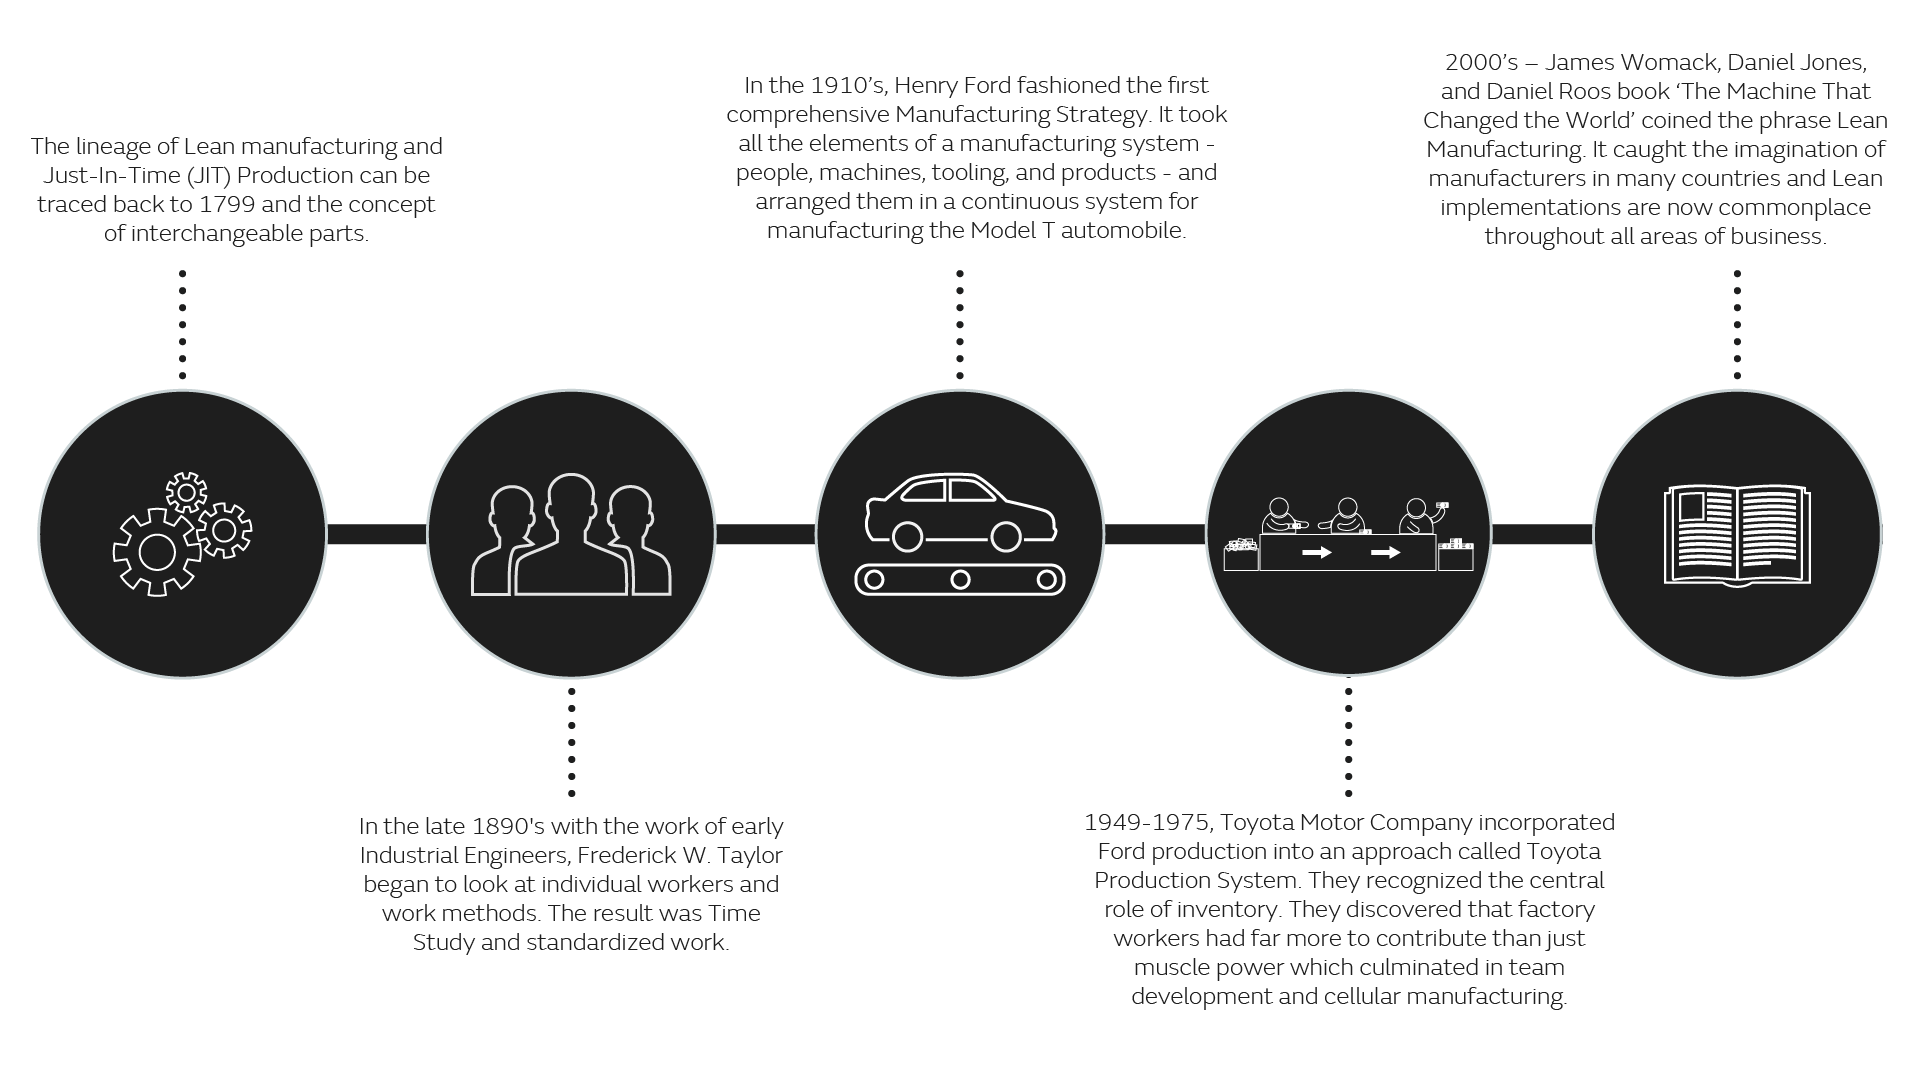 The lineage of Lean manufacturing and
Just-In-Time (JIT) Production can be
traced back to 1799 and the concept
of interchangeable parts.
In the late 1890's with the work of early
Industrial Engineers, Frederick W. Taylor
began to look at individual workers and
work methods. The result was Time
Study and standardized work.
In the 1910’s, Henry Ford fashioned the first
comprehensive Manufacturing Strategy. It took
all the elements of a manufacturing system -
people, machines, tooling, and products - and
arranged them in a continuous system for
manufacturing the Model T automobile.
1949-1975, Toyota Motor Company incorporated
Ford production into an approach called Toyota
Production System. They recognized the central
role of inventory. They discovered that factory
workers had far more to contribute than just
muscle power which culminated in team
development and cellular manufacturing.
2000’s – James Womack, Daniel Jones,
and Daniel Roos book ‘The Machine That
Changed the World’ coined the phrase Lean
Manufacturing. It caught the imagination of
manufacturers in many countries and Lean
implementations are now commonplace
throughout all areas of business.